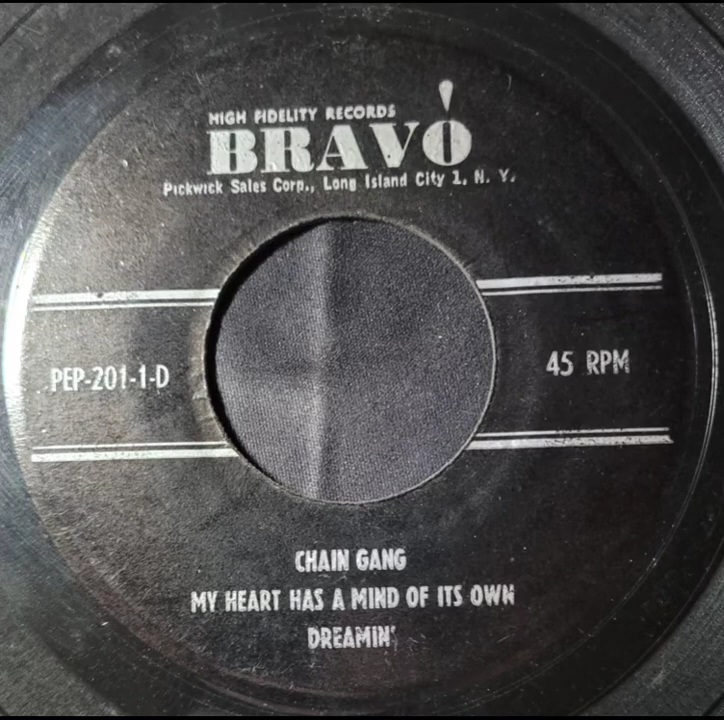 HIGH FIDELITY RECORDS
BRAVO
Pickwick Sales Corp., Long Island City 1, N. Y.
PEP-201-1-D
45 RPM
CHAIN GANG
MY HEART HAS A MIND OF ITS OWN
DREAMIN'